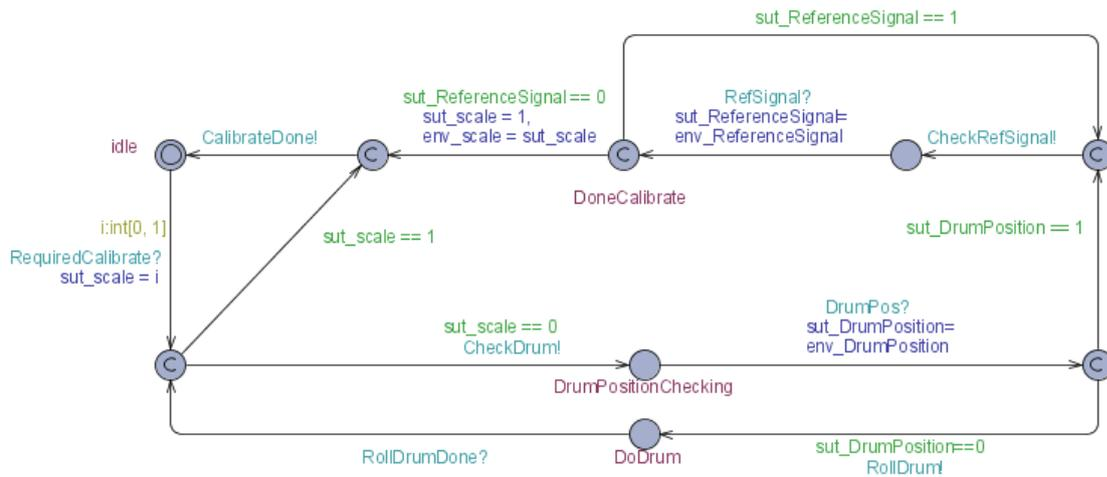 sut_ReferenceSignal == 1
sut_ReferenceSignal == 0
sut_scale = 1,
env_scale = sut_scale
RefSignal?
sut_ReferenceSignal=
env_ReferenceSignal
idle
CalibrateDone!
C
C
CheckRefSignal!
C
DoneCalibrate
i:int[0, 1]
RequiredCalibrate?
sut_scale = i
sut_scale == 1
sut_DrumPosition == 1
sut_scale == 0
CheckDrum!
DrumPos?
sut_DrumPosition=
env_DrumPosition
C
C
DrumPositionChecking
RollDrumDone?
DoDrum
sut_DrumPosition==0
RollDrum!